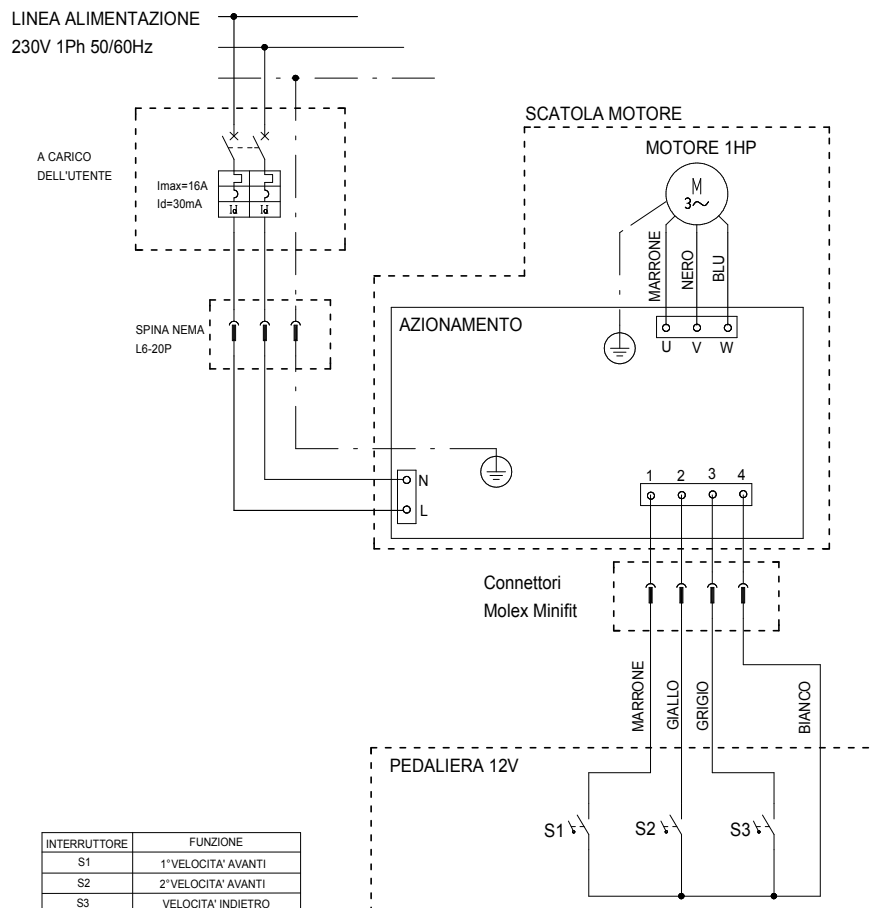 LINEA ALIMENTAZIONE
230V 1Ph 50/60Hz
A CARICO
DELL'UTENTE
Imax=16A
Id=30mA
Id
Id
SPINA NEMA
L6-20P
SCATOLA MOTORE
MOTORE 1HP
M
3~
MARRONE
NERO
BLU
AZIONAMENTO
U V W
N
L
1 2 3 4
Connettori
Molex Minifit
MARRONE
GIALLO
GRIGIO
BIANCO
PEDALIERA 12V
S1
S2
S3
INTERRUTTORE FUNZIONE
S1 1°VELOCITA' AVANTI
S2 2°VELOCITA' AVANTI
S3 VELOCITA' INDIETRO